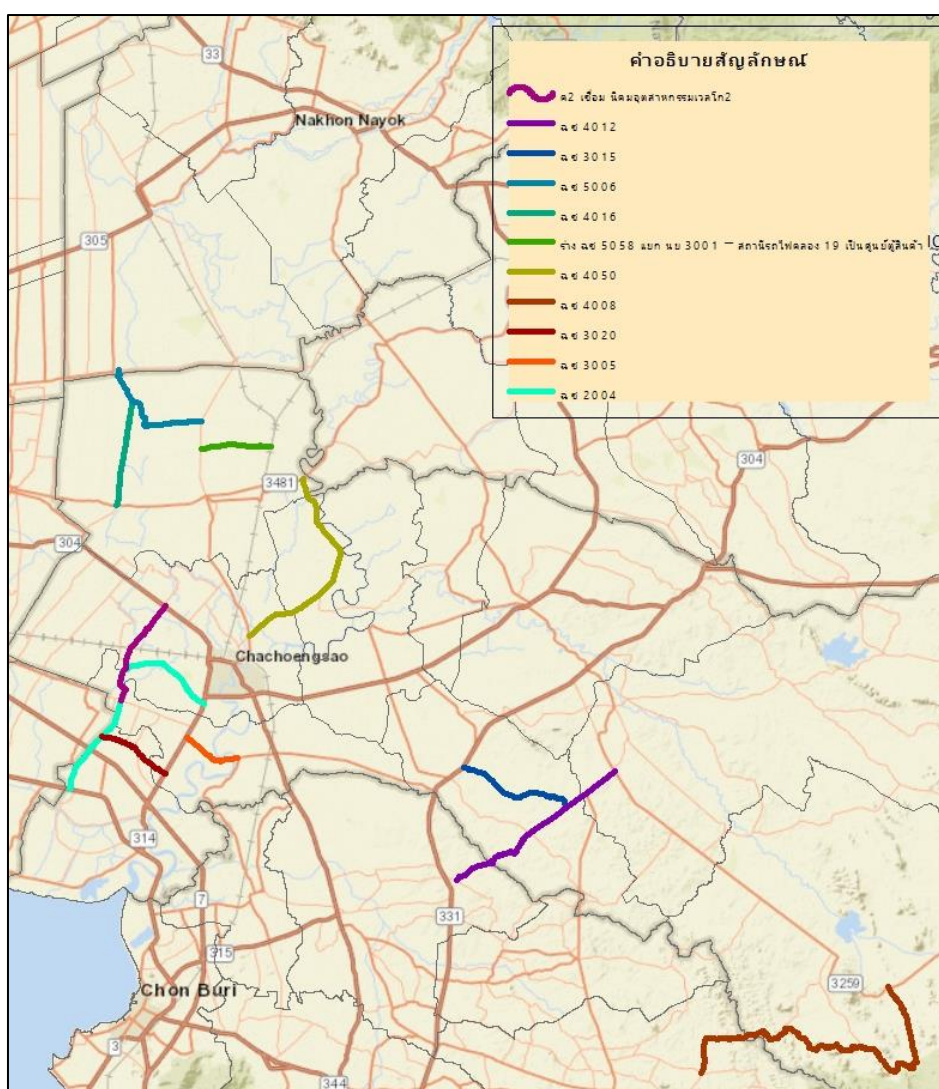 คำอธิบายสัญลักษณ์
ค2 เชื่อม นิคมอุตสาหกรรมเวลโก2
ฉช 4012
ฉช 3015
ฉช 5006
ฉช 4016
ร่าง ฉช 5058 แยก นย 3001 – สถานีรถไฟคลอง 19 เป็นศูนย์ตู้สินค้า
ฉช 4050
ฉช 4008
ฉช 3020
ฉช 3005
ฉช 2004
33
Nakhon Nayok
305
304
3481
304
Chachoengsao
314
7
331
315
Chon Buri
3259
3
344